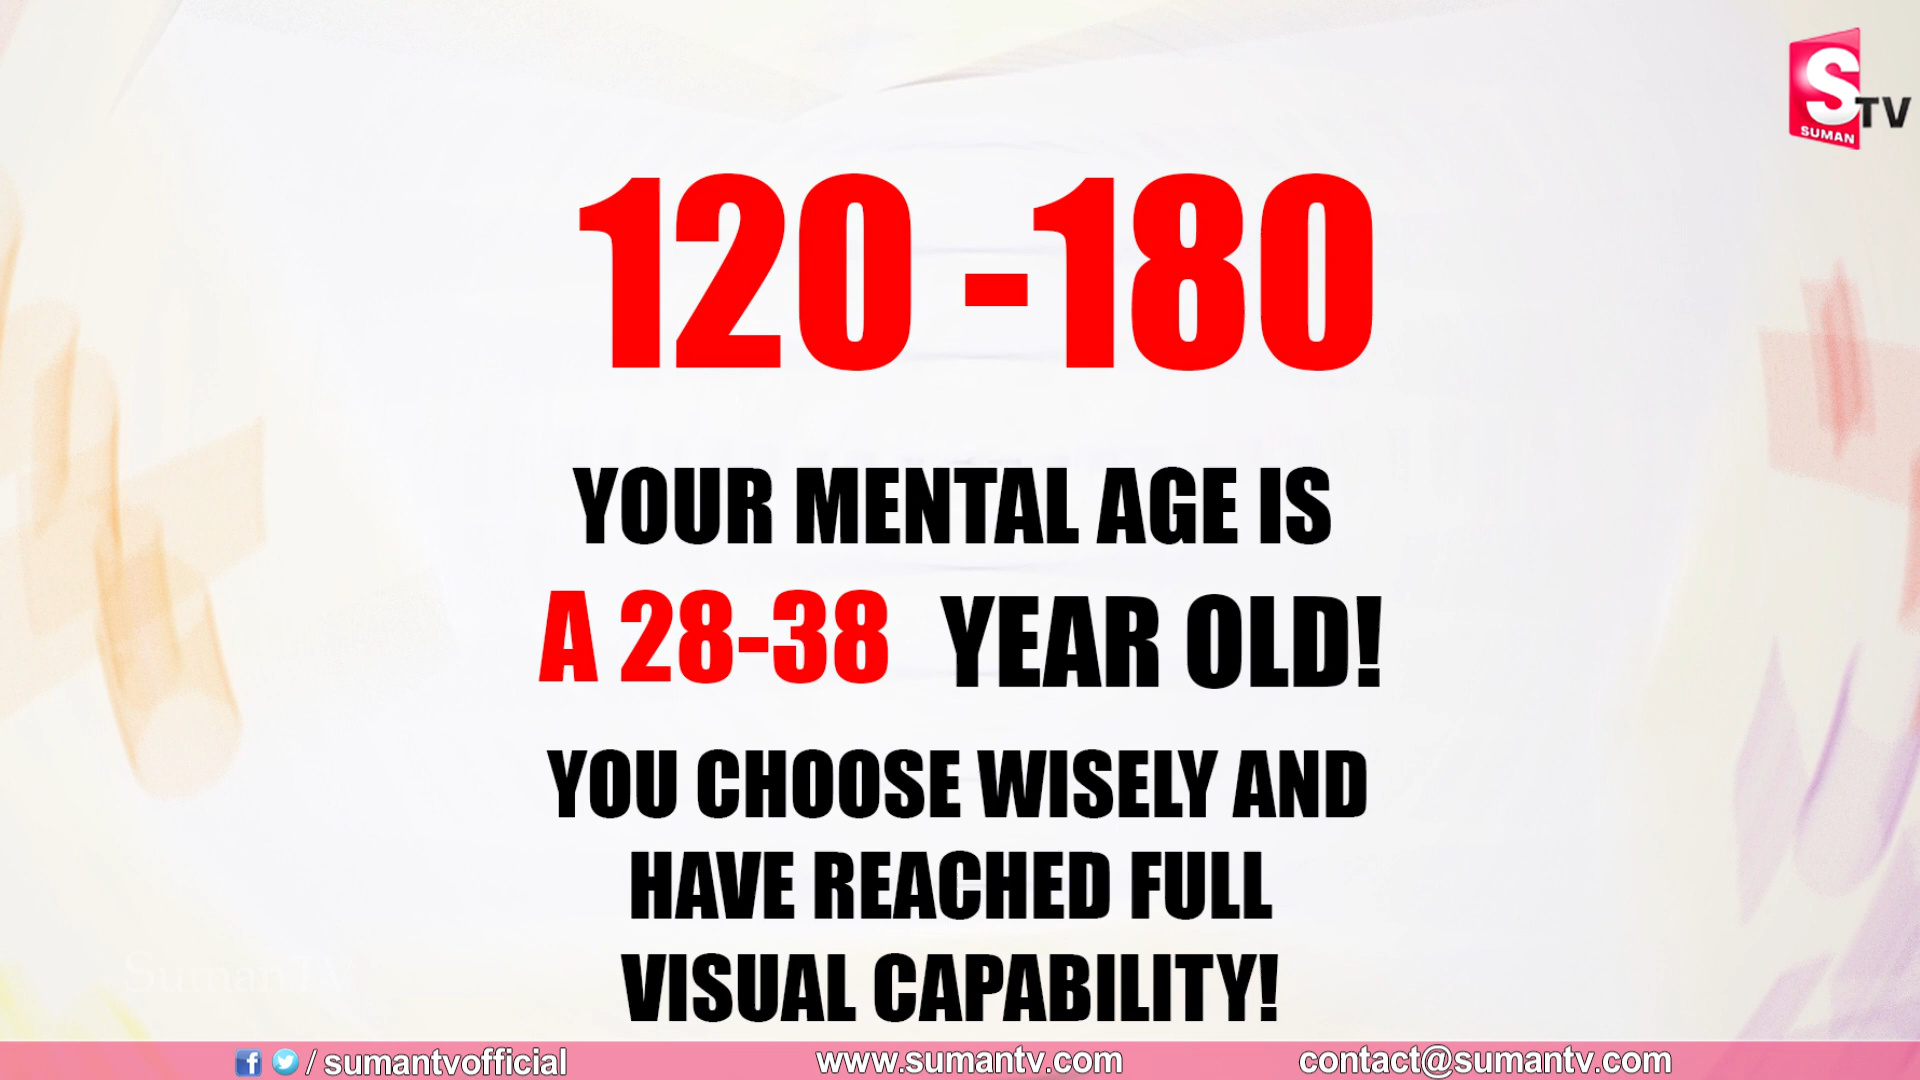 S TV
SUMAN
120 -180
YOUR MENTAL AGE IS
A 28-38 YEAR OLD!
YOU CHOOSE WISELY AND
HAVE REACHED FULL
VISUAL CAPABILITY!
SumanTV
/ sumantvofficial www.sumantv.com contact@sumantv.com